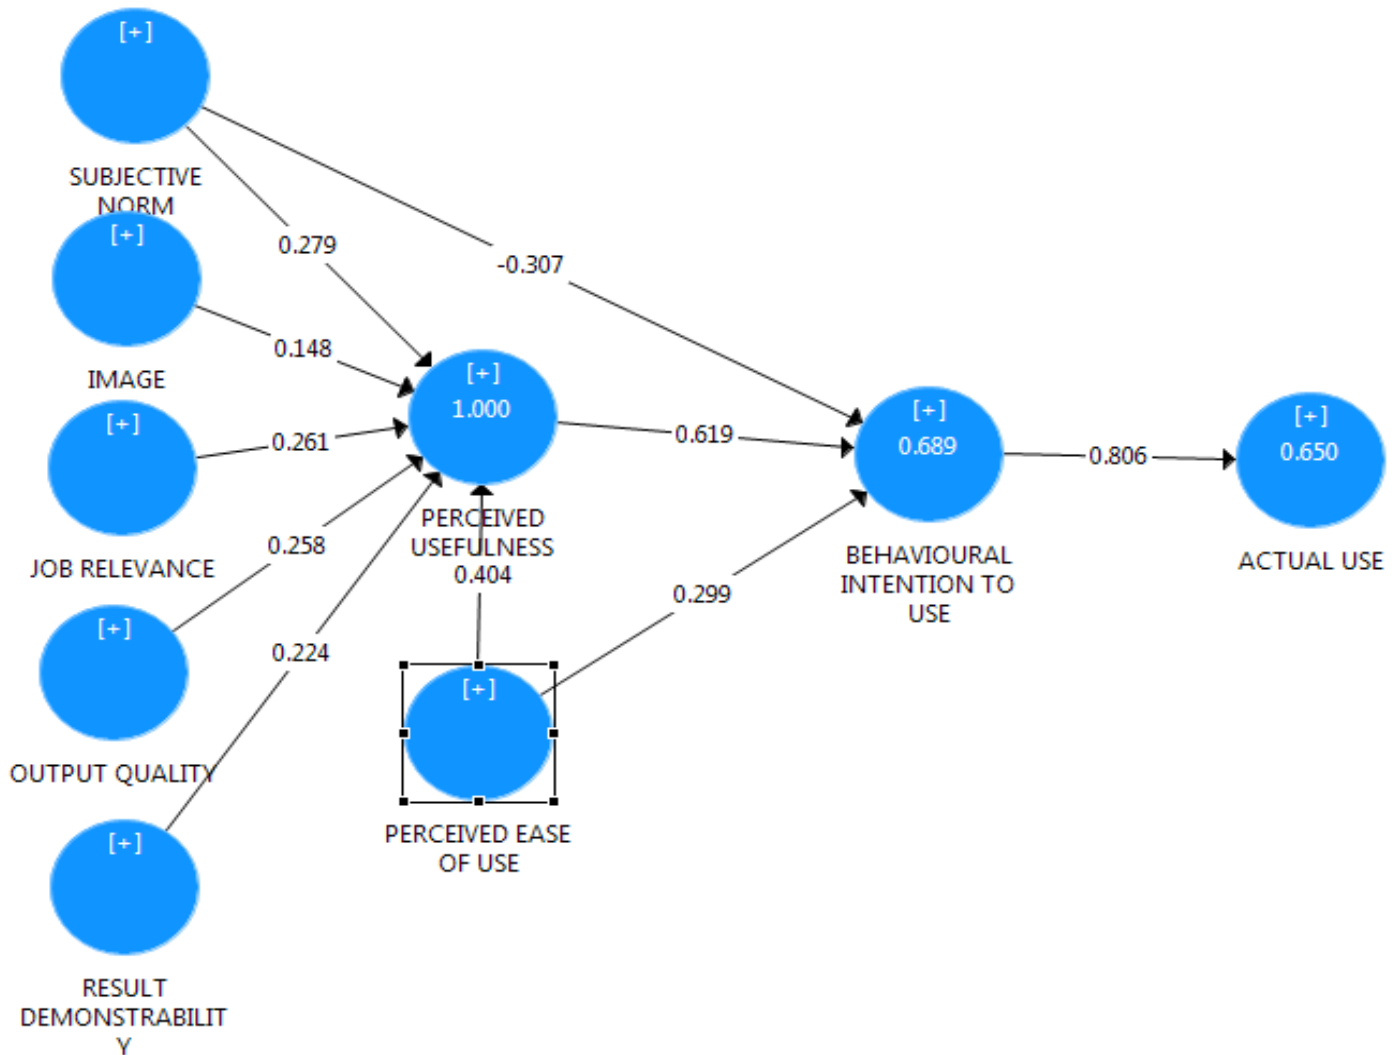 [+]
SUBJECTIVE
NORM
[+]
IMAGE
[+]
JOB RELEVANCE
[+]
OUTPUT QUALITY
[+]
RESULT
DEMONSTRABILIT
Y
0.279
-0.307
0.148
0.261
0.258
0.224
[+]
1.000
PERCEIVED
USEFULNESS
0.404
[+]
PERCEIVED EASE
OF USE
0.619
0.299
[+]
0.689
BEHAVIOURAL
INTENTION TO
USE
0.806
[+]
0.650
ACTUAL USE